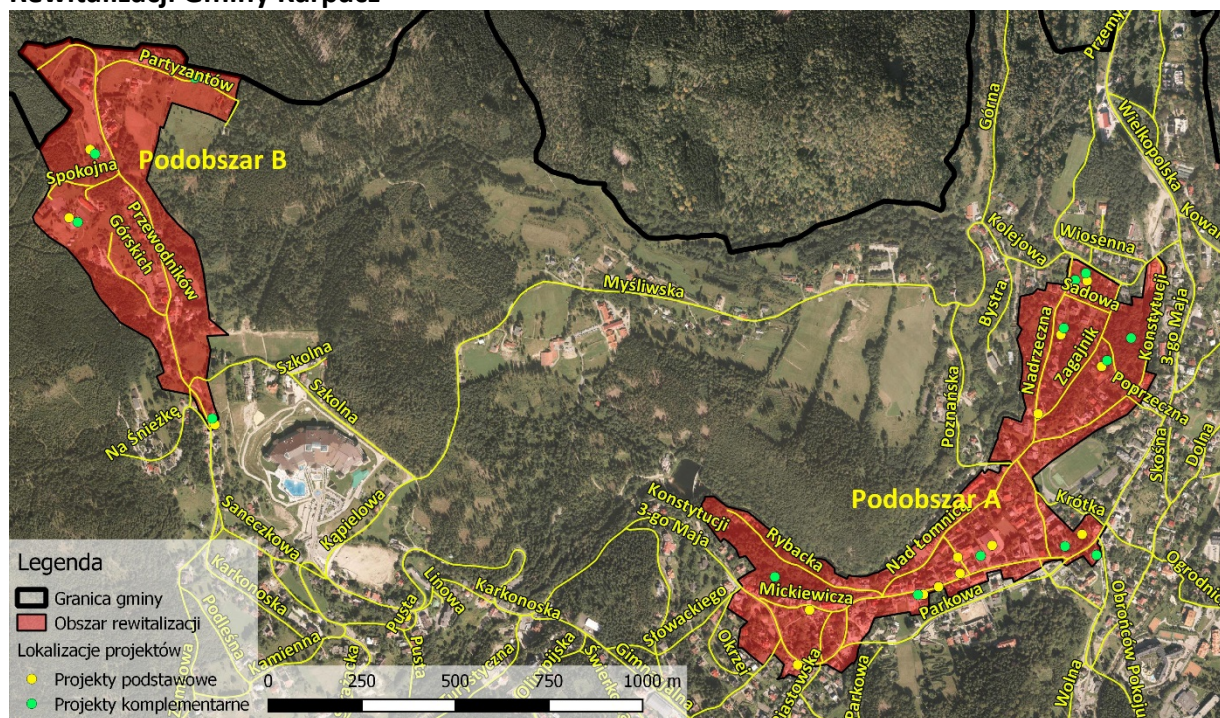 Rewitalizacji Gminy Karpacz
Partyzantów
Podobszar B
Spokojna
Przewodników
Górskich
Na Śnieżkę
Szkolna
Szkolna
Saneczkowa
Kąpielowa
Myśliwska
Górna
Kolejowa
Wiosenna
Wielkopolska
Bystra
Sadowa
Nadrzeczna
Zagajnik
Konstytucji
3-go Maja
Poprzeczna
Poznańska
Skośna
Dolna
Podobszar A
Krótka
Konstytucji
3-go Maja
Rybacka
Nad Łomnicą
Mickiewicza
Parkowa
Obrońców Pokoju
Słowackiego
Okrzei
Parkowa
Wolna
Karkonoska
Karkonoska
Podleśna
Kamienna
Pusta
Pusta
Linowa
Olimpijska
Legenda
Granica gminy
Obszar rewitalizacji
Lokalizacje projektów
Projekty podstawowe
Projekty komplementarne
0 250 500 750 1000 m